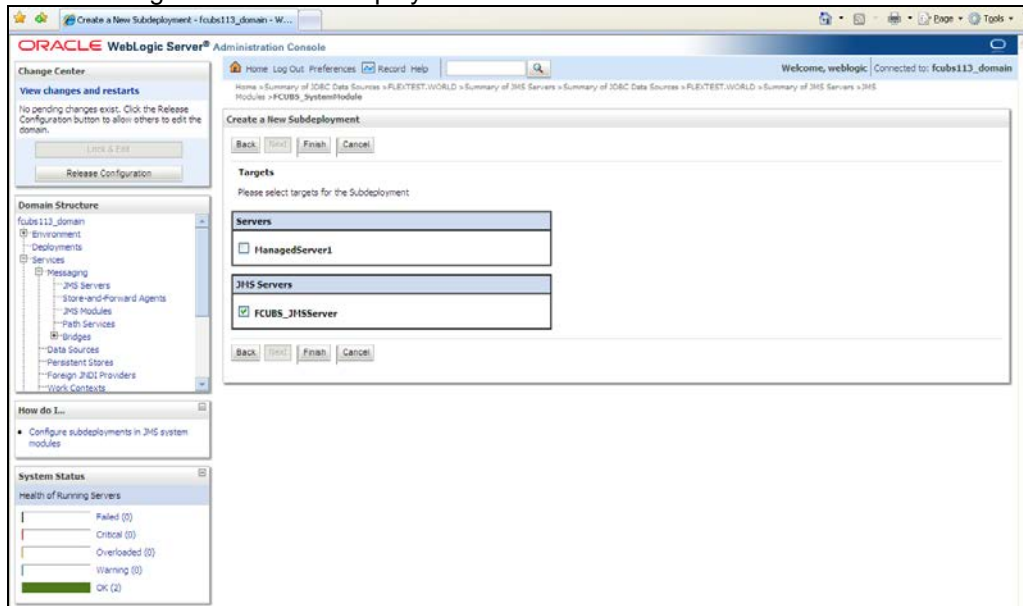 Create a New Subdeployment - fcubs113_domain - W...
Page
Tools
ORACLE WebLogic Server® Administration Console
Change Center
View changes and restarts
No pending changes exist. Click the Release
Configuration button to allow others to edit the
domain.
Lock & Edit
Release Configuration
Domain Structure
fcubs113_domain
Environment
Deployments
Services
Messaging
JMS Servers
Store-and-Forward Agents
JMS Modules
Path Services
Bridges
Data Sources
Persistent Stores
Foreign JNDI Providers
Work Contexts
How do I...
Configure subdeployments in JMS system
modules
System Status
Health of Running Servers
Failed (0)
Critical (0)
Overloaded (0)
Warning (0)
OK (2)
Home Log Out Preferences Record Help
Welcome, weblogic Connected to: fcubs113_domain
Home >Summary of JDBC Data Sources >FLEXTEST.WORLD >Summary of JMS Servers >Summary of JDBC Data Sources >FLEXTEST.WORLD >Summary of JMS Servers >JMS
Modules >FCUBS_SystemModule
Create a New Subdeployment
Back Next Finish Cancel
Targets
Please select targets for the Subdeployment
Servers
ManagedServer1
JMS Servers
FCUBS_JMSServer
Back Next Finish Cancel